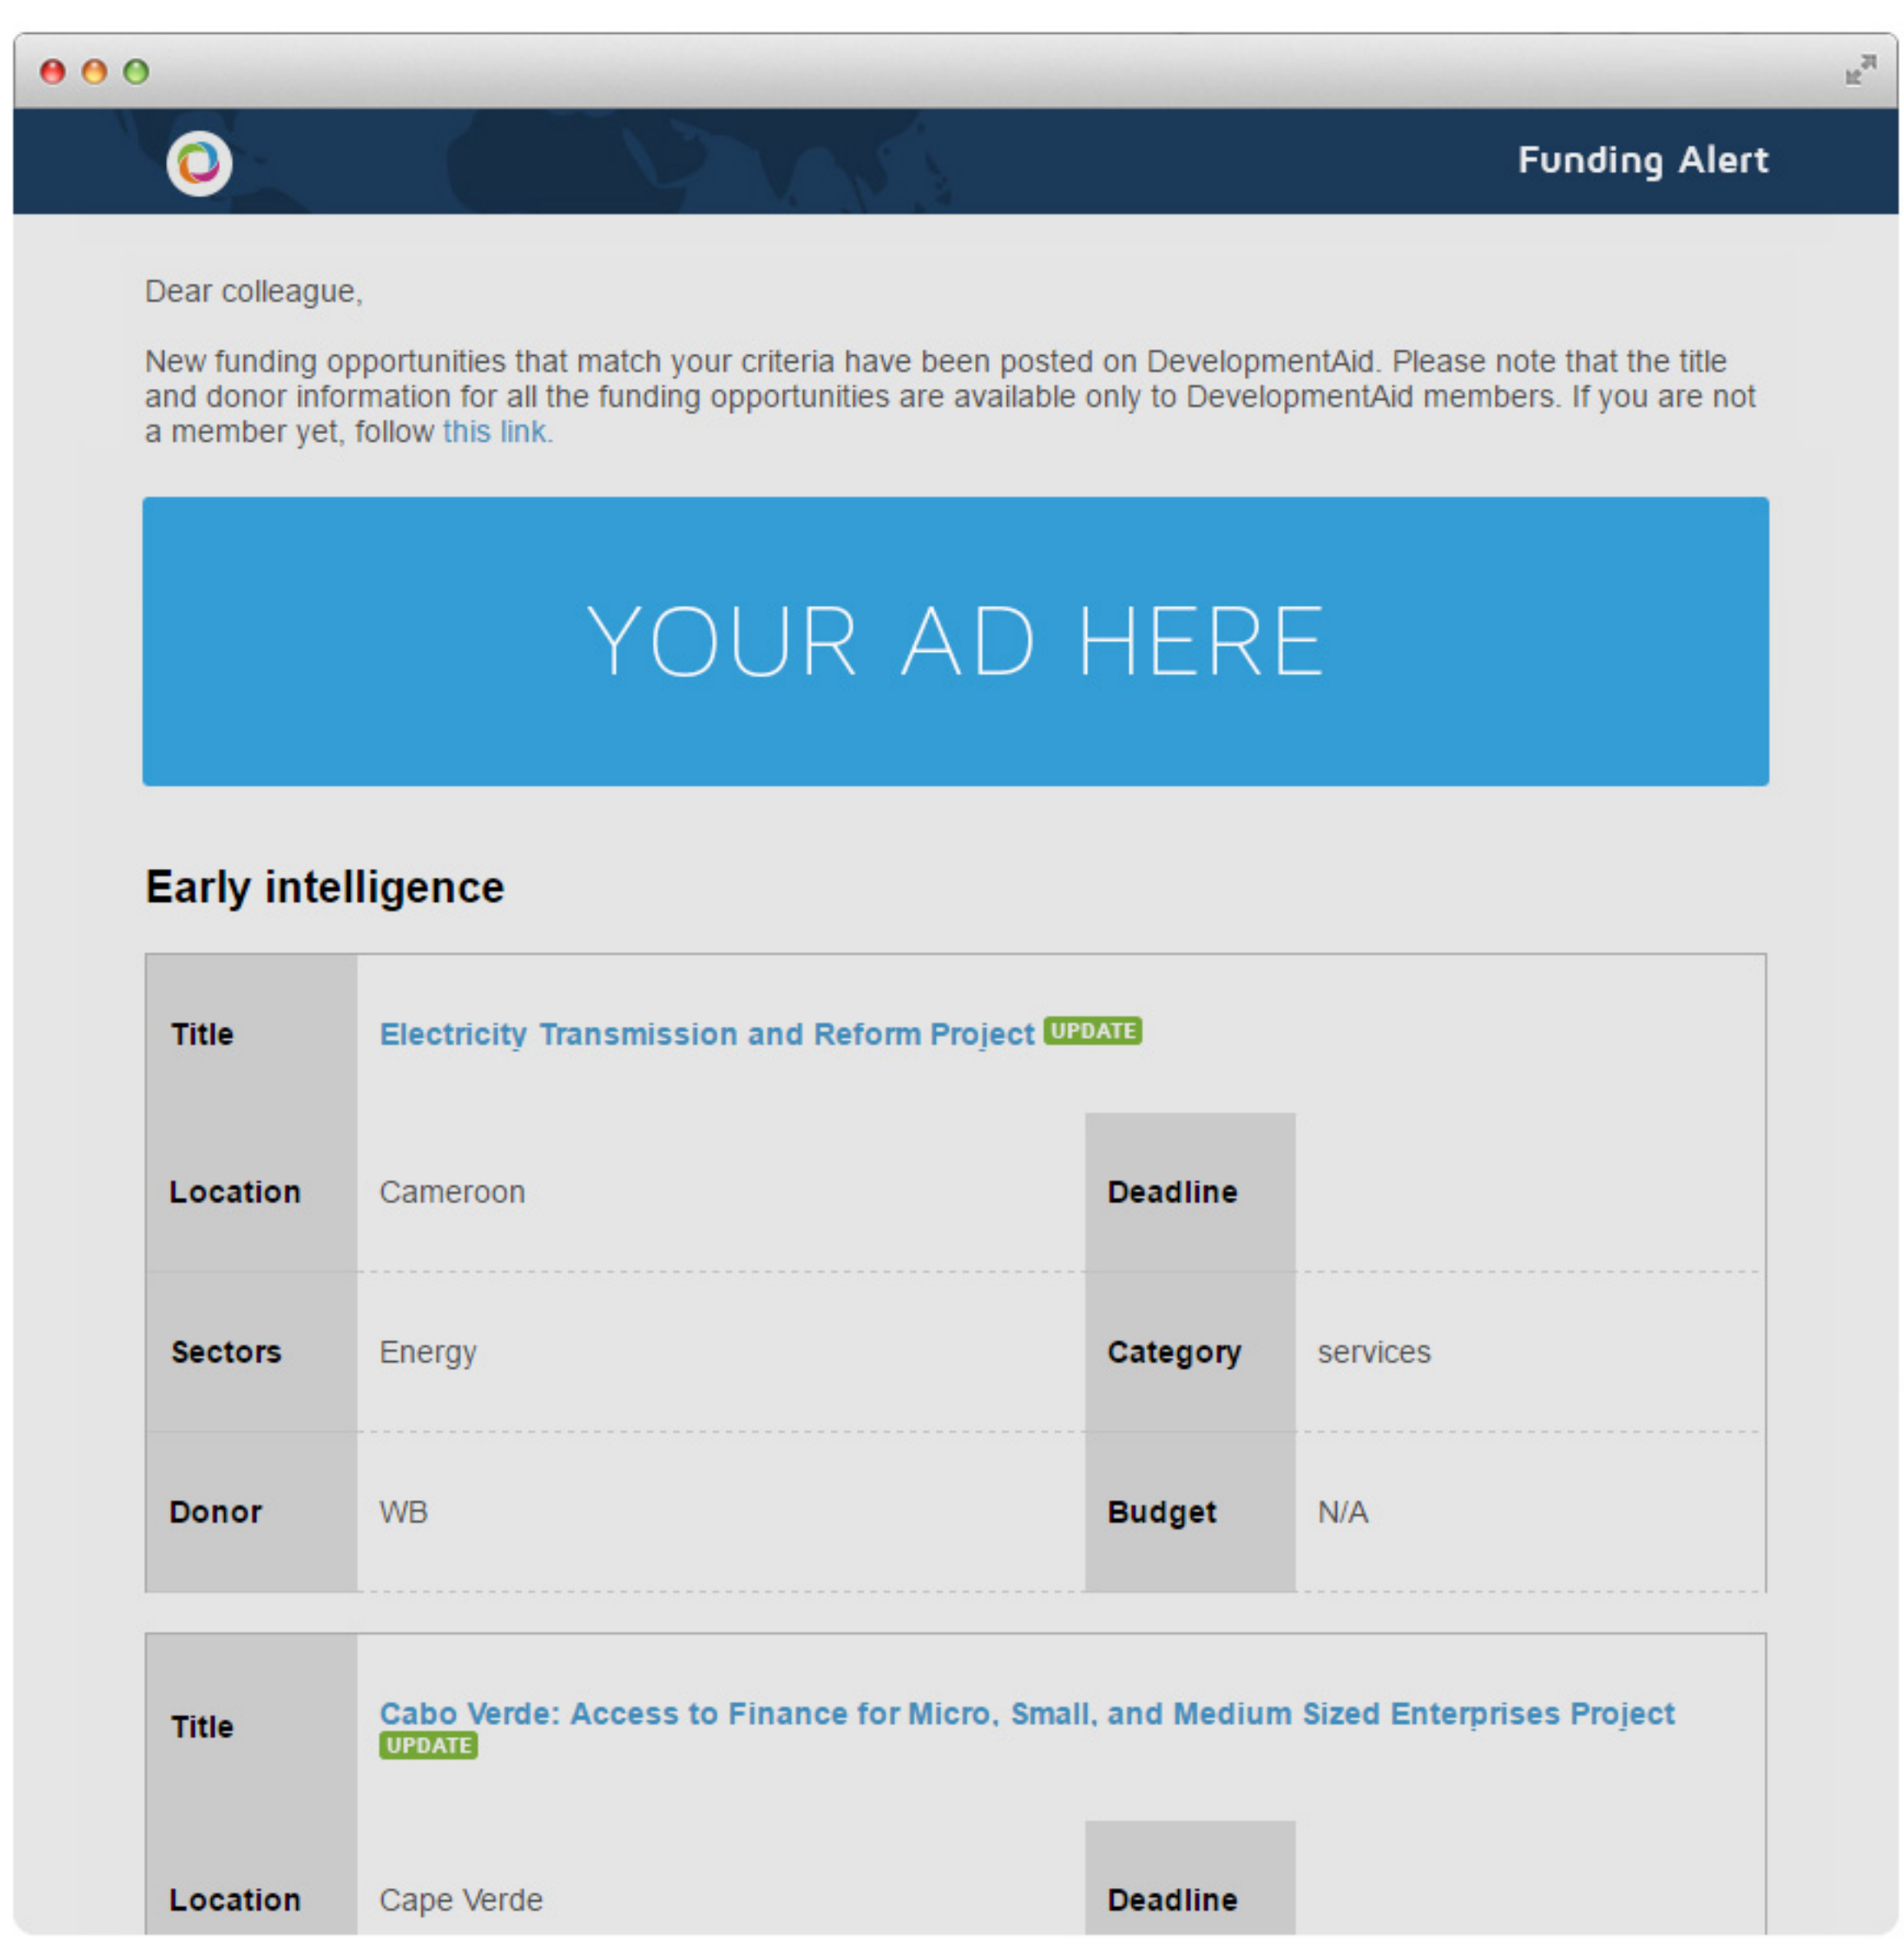 Funding Alert
Dear colleague,
New funding opportunities that match your criteria have been posted on DevelopmentAid. Please note that the title
and donor information for all the funding opportunities are available only to DevelopmentAid members. If you are not
a member yet, follow this link.
YOUR AD HERE
Early intelligence
Title Electricity Transmission and Reform Project UPDATE
Location Cameroon Deadline
Sectors Energy Category services
Donor WB Budget N/A
Title Cabo Verde: Access to Finance for Micro, Small, and Medium Sized Enterprises Project
UPDATE
Location Cape Verde Deadline